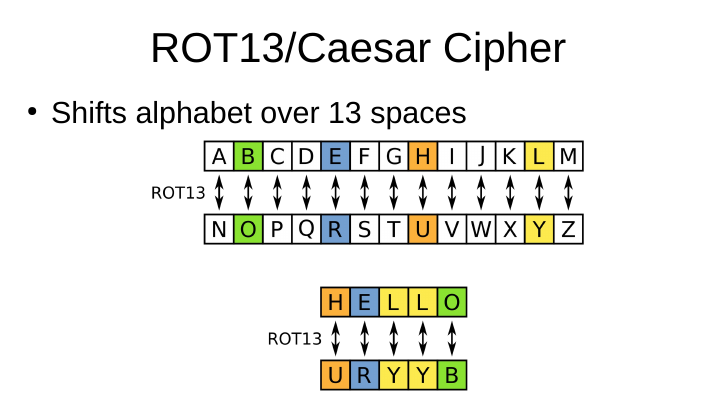 ROT13/Caesar Cipher
• Shifts alphabet over 13 spaces
A B C D E F G H I J K L M
ROT13
N O P Q R S T U V W X Y Z
H E L L O
ROT13
U R Y Y B